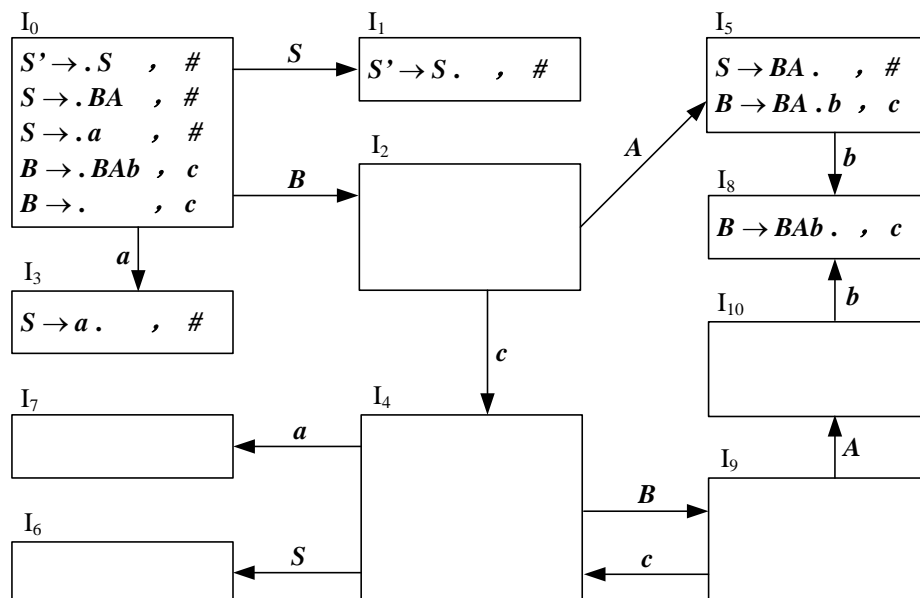 I0
S’ → . S , #
S → . BA , #
S → . a , #
B → . BAb , c
B → . , c
S
I1
S’ → S . , #
I5
S → BA . , #
B → BA . b , c
B
I2
A
b
I8
B → BAb . , c
a
I3
S → a . , #
c
b
I10
I7
a
I4
A
I9
B
c
I6
S